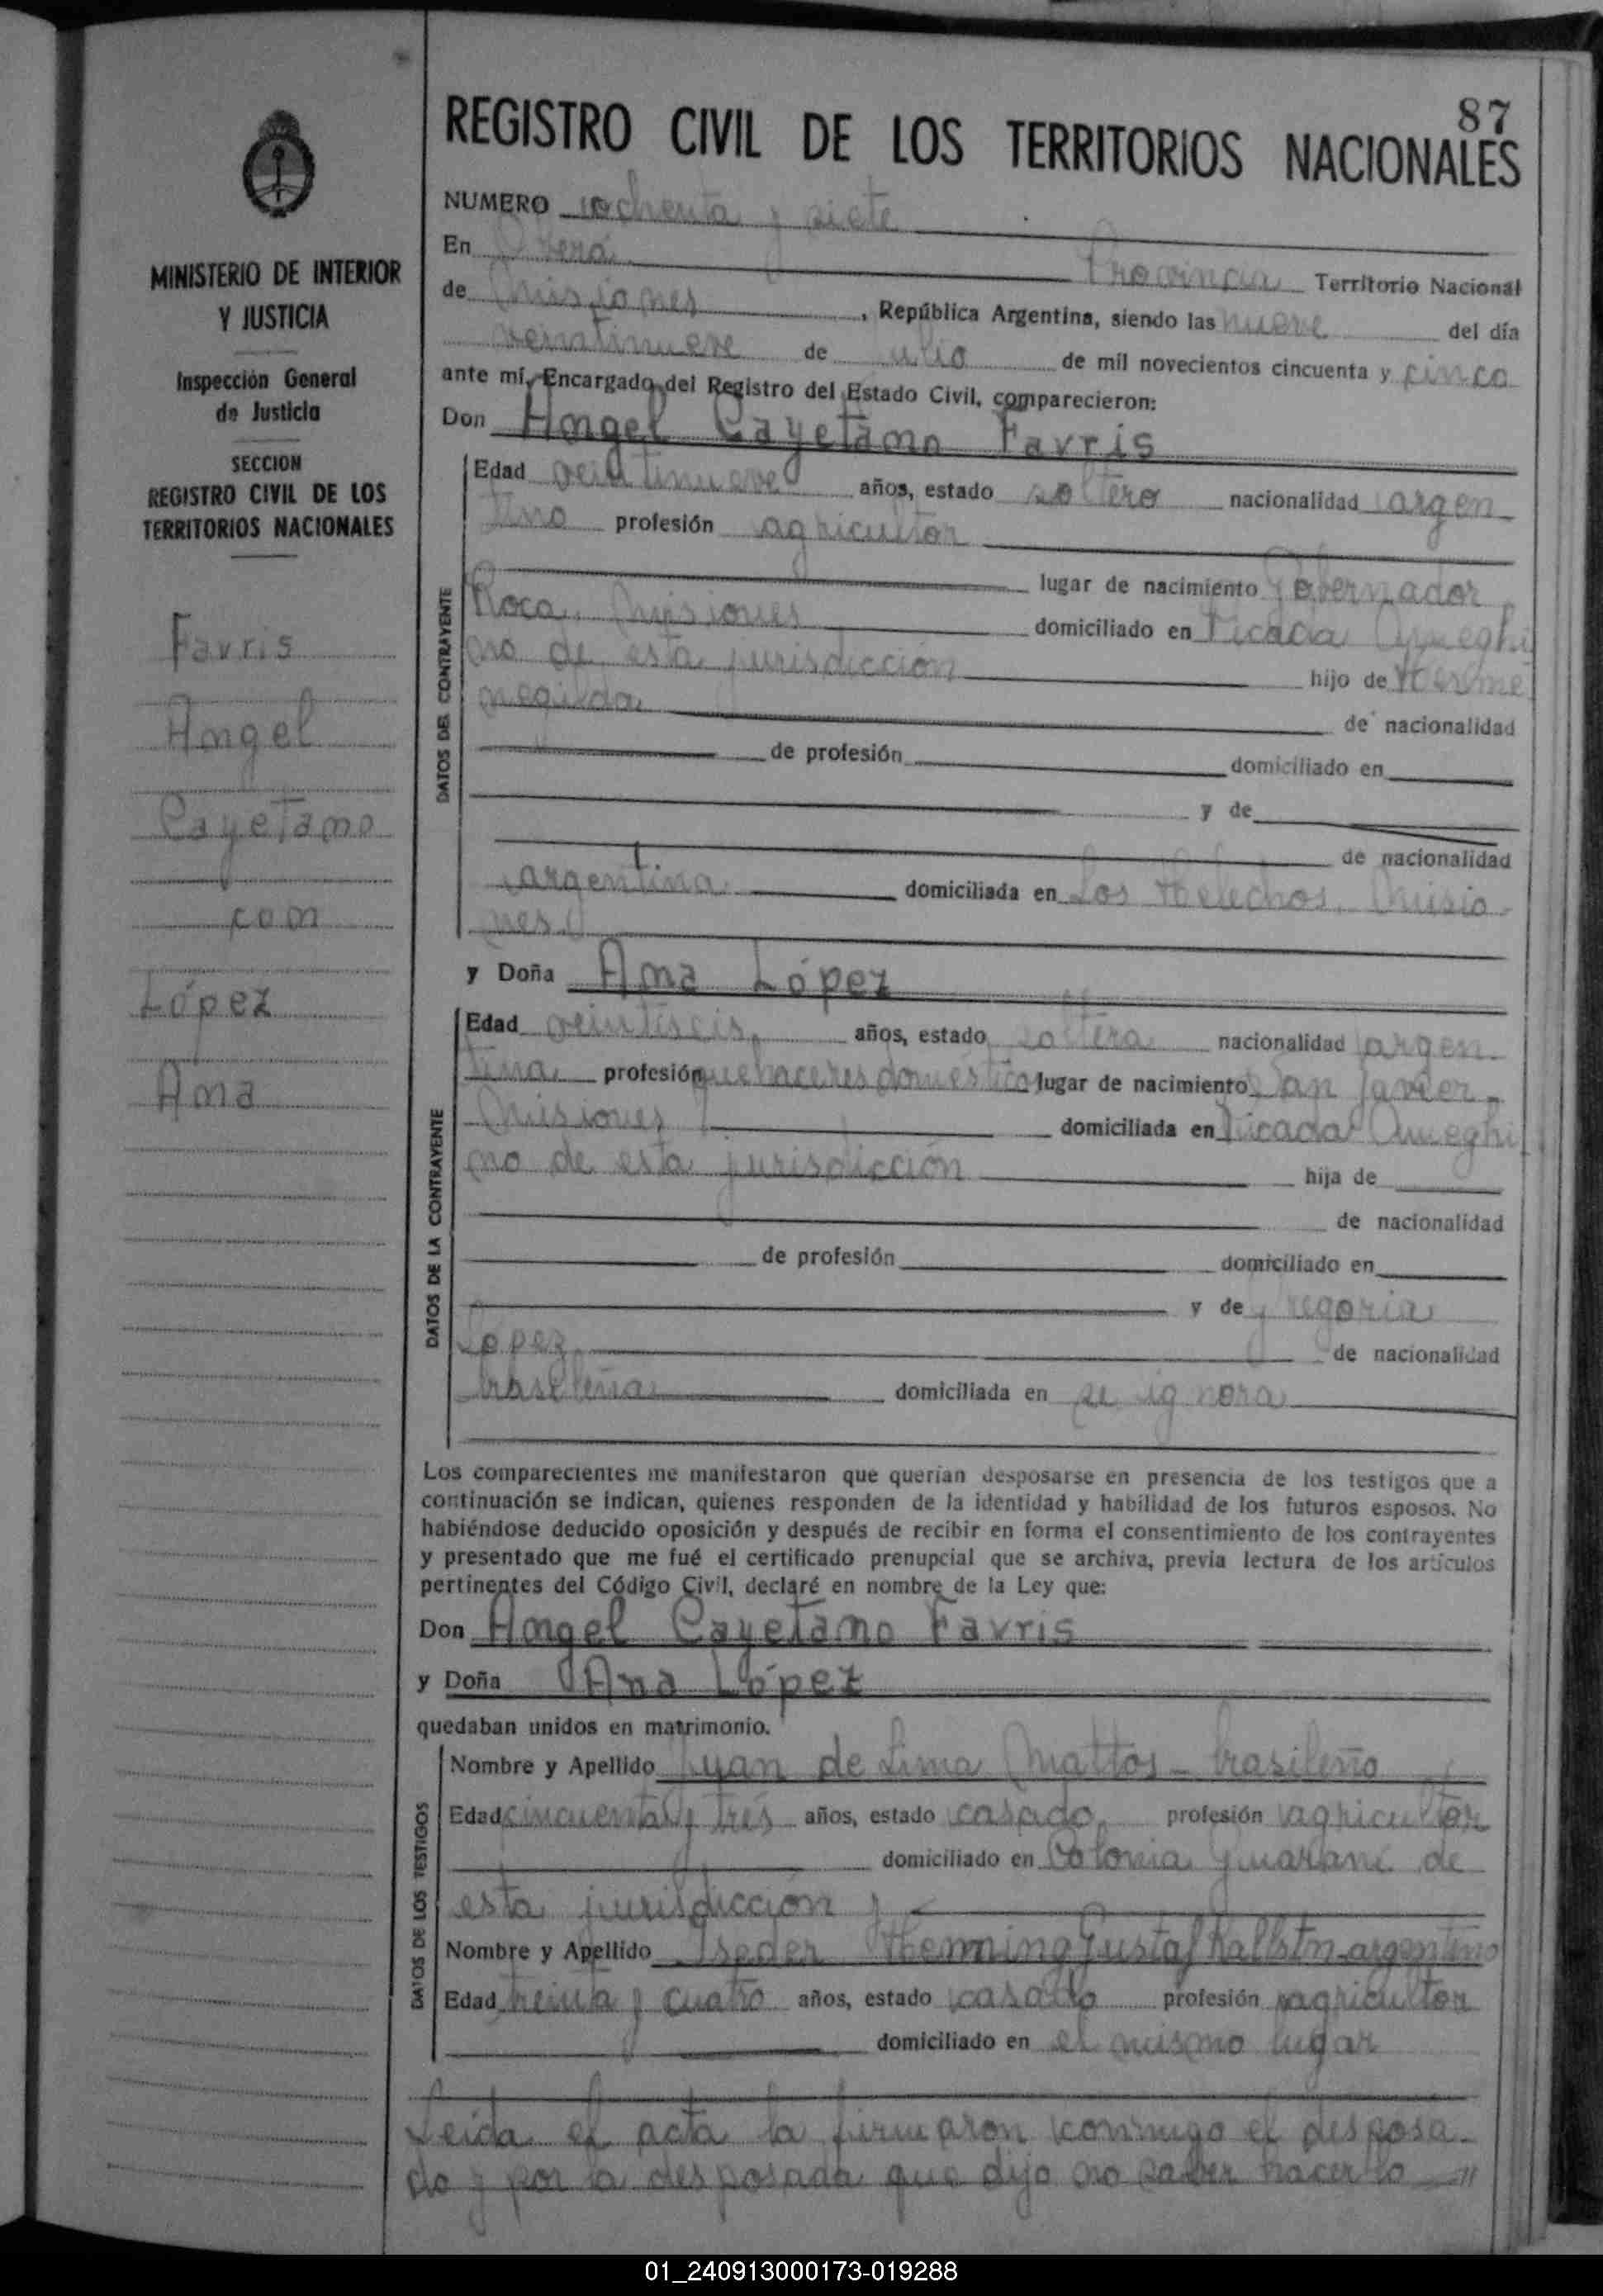 87
REGISTRO CIVIL DE LOS TERRITORIOS NACIONALES
MINISTERIO DE INTERIOR
Y JUSTICIA
Inspección General
de Justicia
SECCION
REGISTRO CIVIL DE LOS
TERRITORIOS NACIONALES
Favris
Angel
Cayetano
con
López
Ana
NUMERO ochenta y siete
En Oberá Provincia Territorio Nacional
de Misiones, República Argentina, siendo las nueve del día
veintinueve de julio de mil novecientos cincuenta y cinco
ante mí, Encargado del Registro del Estado Civil, comparecieron:
Don Angel Cayetano Favris
DATOS DEL CONTRAYENTE
Edad veintinueve años, estado soltero nacionalidad argen
tino profesión agricultor
lugar de nacimiento Gobernador
Roca, Misiones domiciliado en Picada Ameghi
no de esta jurisdicción hijo de Herme
negilda de nacionalidad
de profesión domiciliado en
y de
de nacionalidad
argentina domiciliada en Los Helechos, Misio-
nes
y Doña Ana López
DATOS DE LA CONTRAYENTE
Edad veintiseis, años, estado soltera nacionalidad argen-
tina profesión quehaceres domestico lugar de nacimiento San Javier,
Misiones domiciliada en Picada Ameghi
no de esta jurisdicción hija de
de nacionalidad
de profesión domiciliado en
y de Gregoria
López de nacionalidad
brasileña domiciliada en se ignora
Los comparecientes me manifestaron que querían desposarse en presencia de los testigos que a
continuación se indican, quienes responden de la identidad y habilidad de los futuros esposos. No
habiéndose deducido oposición y después de recibir en forma el consentimiento de los contrayentes
y presentado que me fué el certificado prenupcial que se archiva, previa lectura de los artículos
pertinentes del Código Civil, declaré en nombre de la Ley que:
Don Angel Cayetano Favris
y Doña Ana López
quedaban unidos en matrimonio.
DATOS DE LOS TESTIGOS
Nombre y Apellido Juan de Lima Mattos - brasileño
Edad cincuenta y tres años, estado casado, profesión agricultor
domiciliado en Colonia Guaraní de
esta jurisdicción y
Nombre y Apellido Henning Gustaf argentino
Edad treinta y cuatro años, estado casado profesión agricultor
domiciliado en el mismo lugar
Leída el acta la firmaron conmigo el desposa-
do y por la desposada que dijo no saber hacerlo
01_240913000173-019288